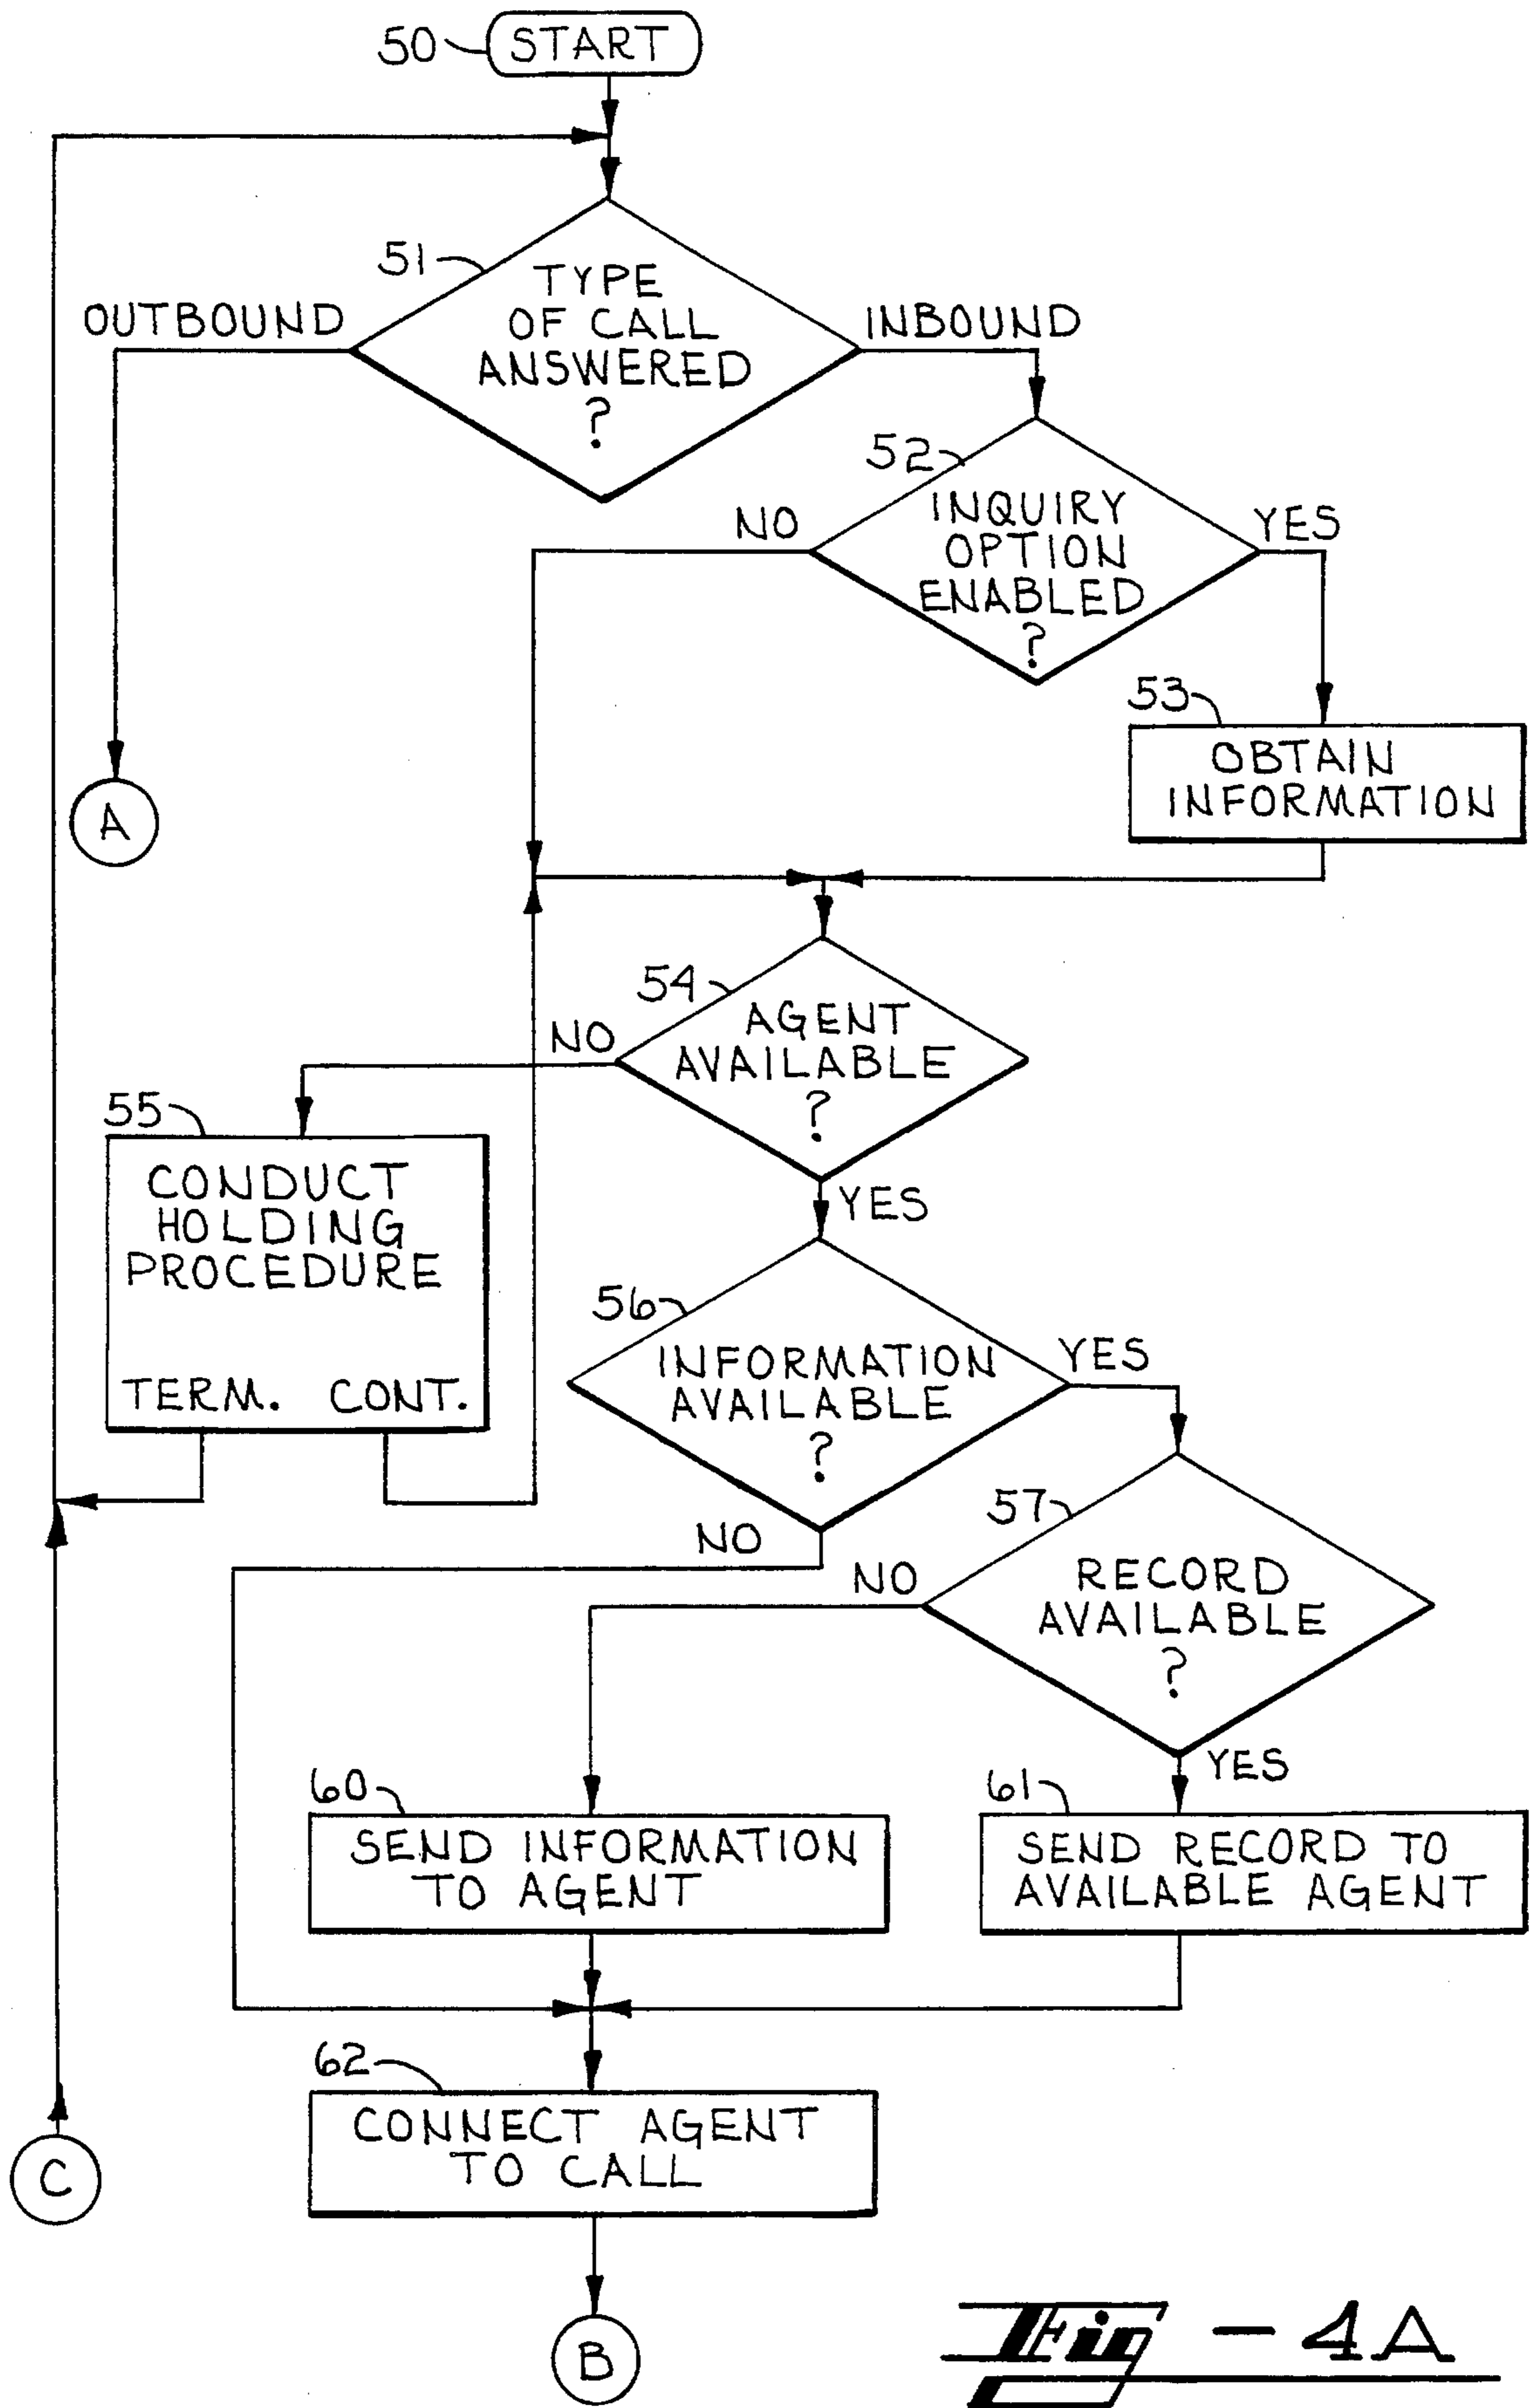 50 START
51
TYPE
OF CALL
ANSWERED
?
OUTBOUND
INBOUND
52
INQUIRY
OPTION
ENABLED
?
NO
YES
53
OBTAIN
INFORMATION
A
54
AGENT
AVAILABLE
?
NO
YES
55
CONDUCT
HOLDING
PROCEDURE
TERM. CONT.
56
INFORMATION
AVAILABLE
?
YES
NO
57
RECORD
AVAILABLE
?
NO
YES
60
SEND INFORMATION
TO AGENT
61
SEND RECORD TO
AVAILABLE AGENT
62
CONNECT AGENT
TO CALL
C
B
Fig - 4A